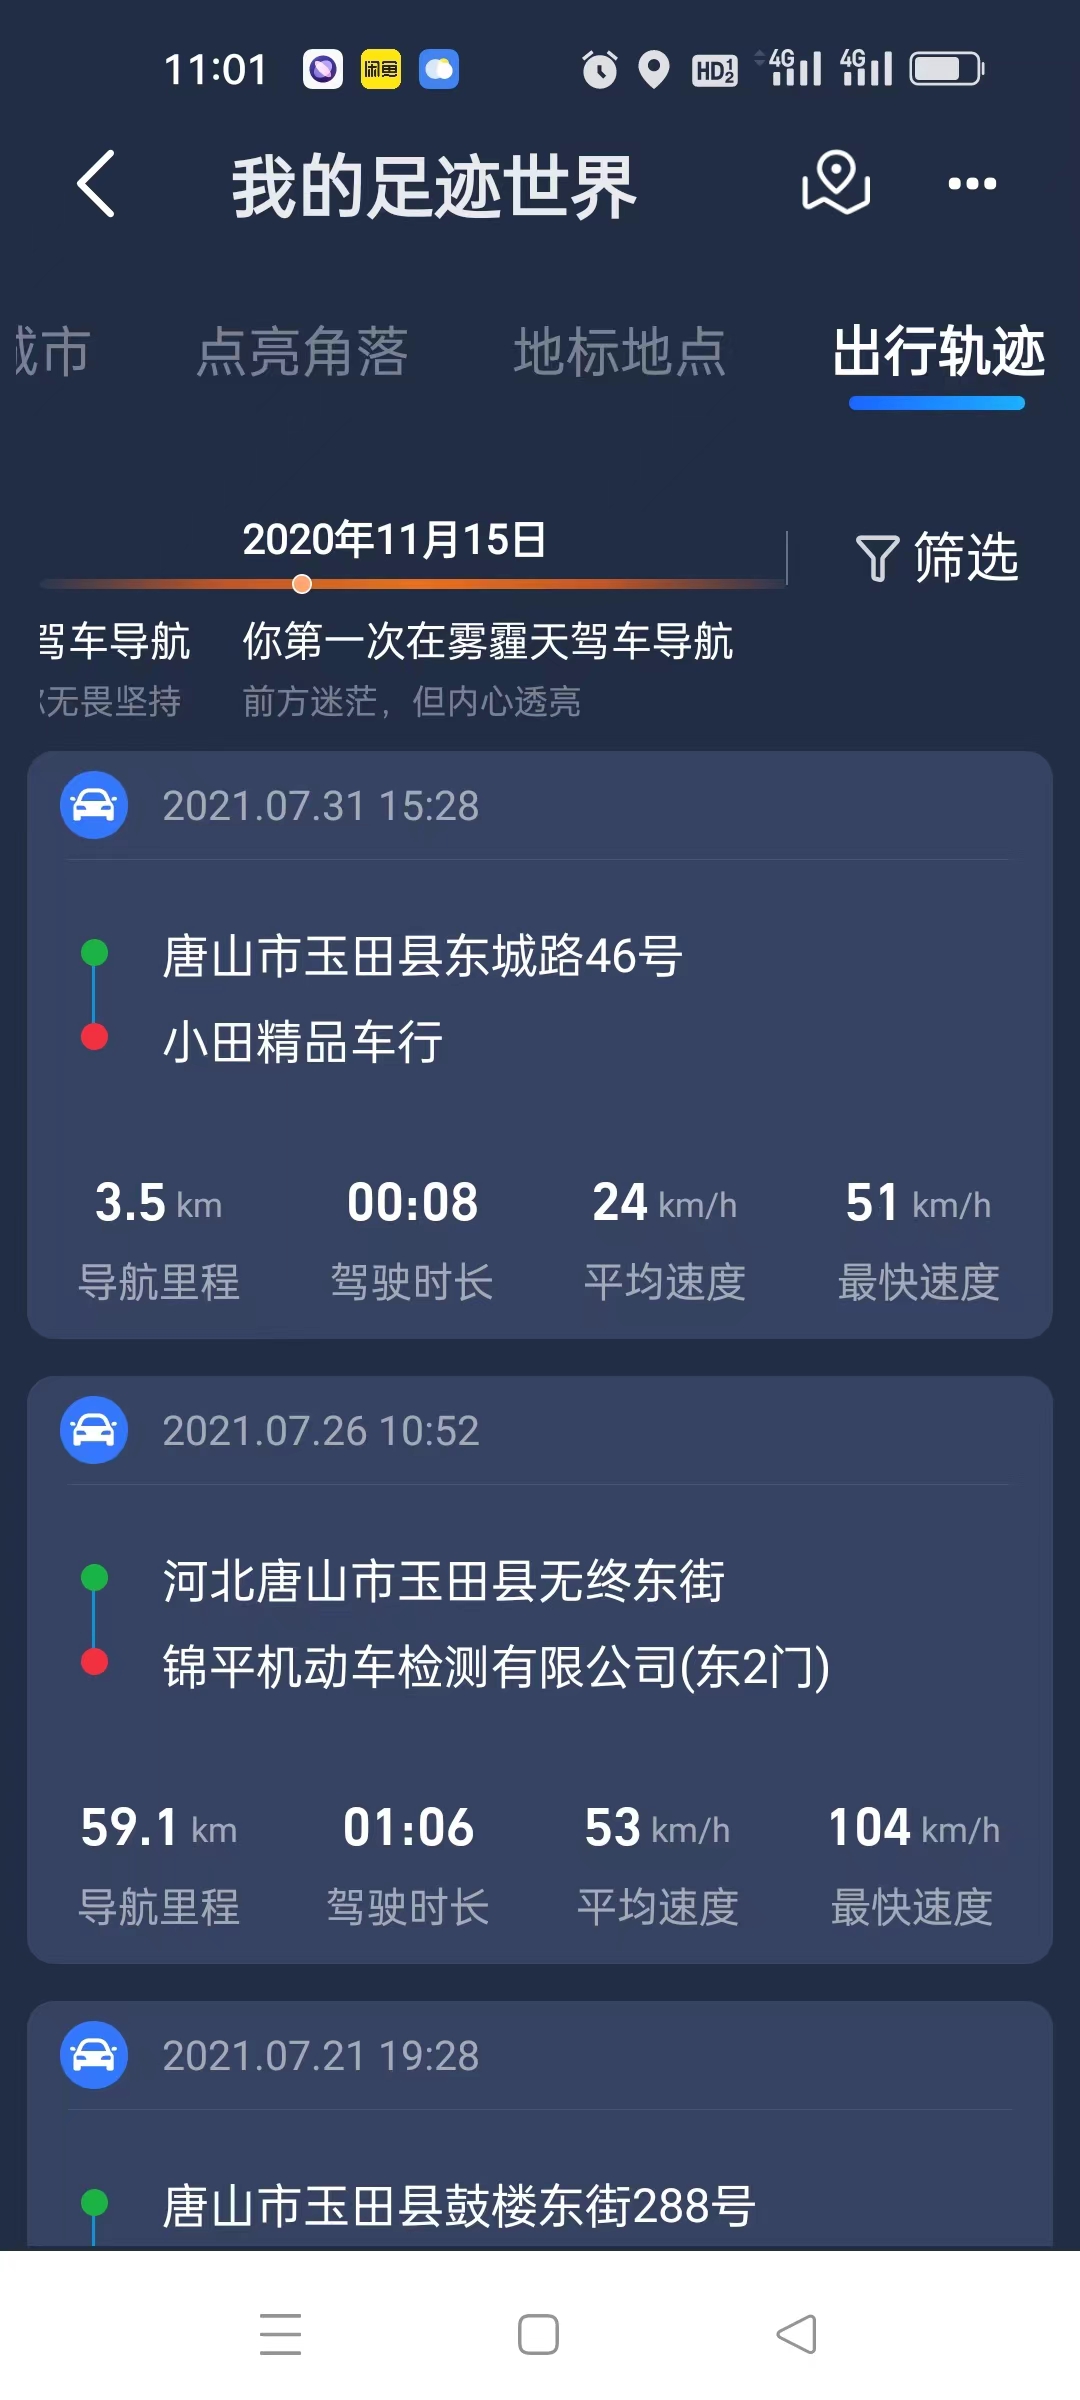 11:01 闲鱼 HD12 4G 4G
我的足迹世界
城市 点亮角落 地标地点 出行轨迹
2020年11月15日
筛选
驾车导航 你第一次在雾霾天驾车导航
无畏坚持 前方迷茫，但内心透亮
2021.07.31 15:28
唐山市玉田县东城路46号
小田精品车行
3.5 km 00:08 24 km/h 51 km/h
导航里程 驾驶时长 平均速度 最快速度
2021.07.26 10:52
河北唐山市玉田县无终东街
锦平机动车检测有限公司(东2门)
59.1 km 01:06 53 km/h 104 km/h
导航里程 驾驶时长 平均速度 最快速度
2021.07.21 19:28
唐山市玉田县鼓楼东街288号